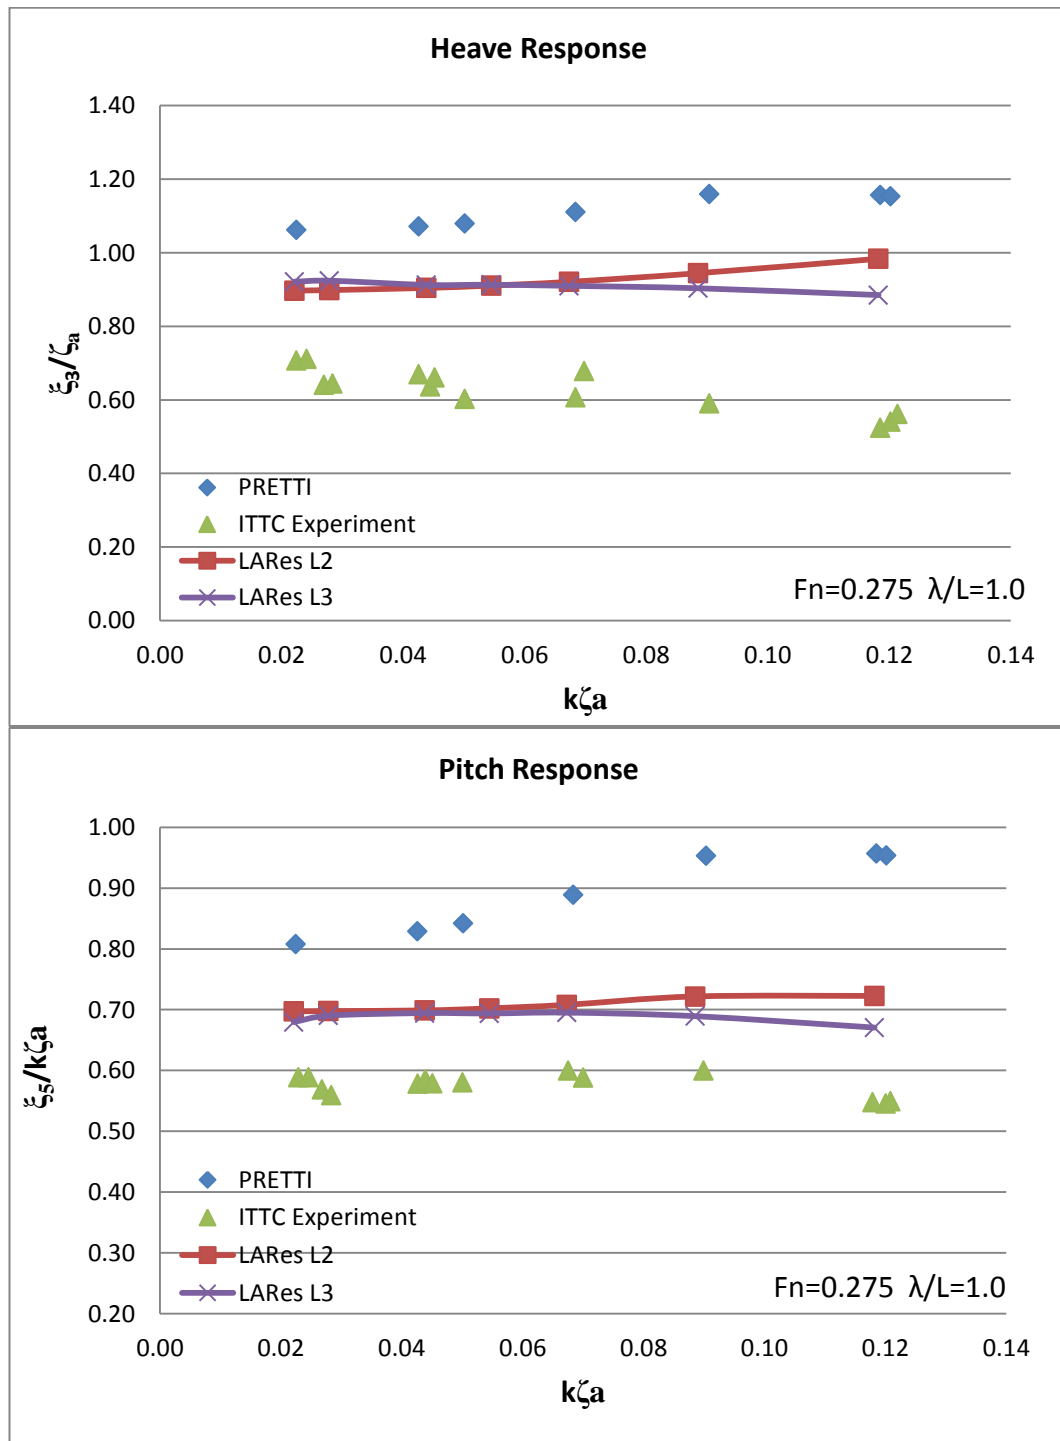 Heave Response
1.40
1.20
1.00
0.80
0.60
0.40
0.20
0.00
ξ₃/ζₐ
PRETTI
ITTC Experiment
LARes L2
LARes L3
Fn=0.275 λ/L=1.0
0.00 0.02 0.04 0.06 0.08 0.10 0.12 0.14
kζa
Pitch Response
1.00
0.90
0.80
0.70
0.60
0.50
0.40
0.30
0.20
ξ₅/kζa
PRETTI
ITTC Experiment
LARes L2
LARes L3
Fn=0.275 λ/L=1.0
0.00 0.02 0.04 0.06 0.08 0.10 0.12 0.14
kζa